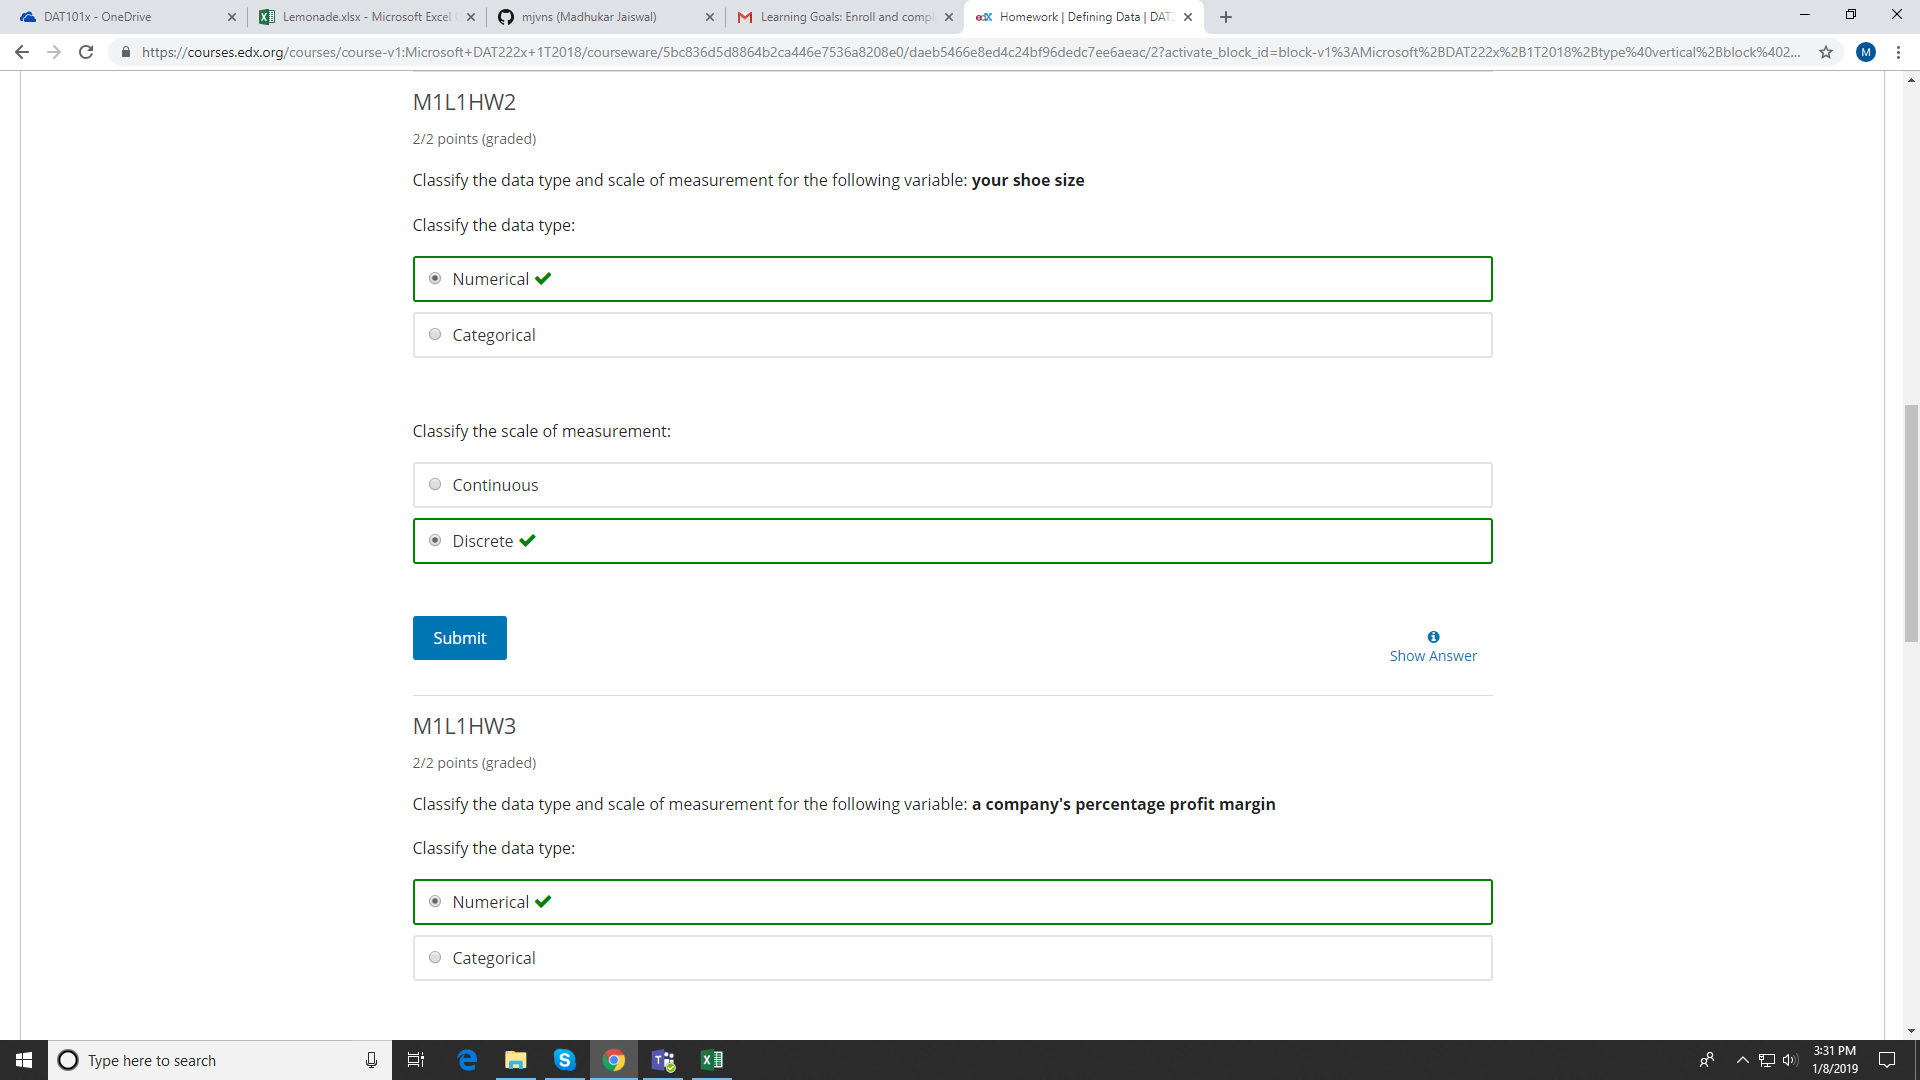 DAT101x - OneDrive
Lemonade.xlsx - Microsoft Excel
mjvns (Madhukar Jaiswal)
Learning Goals: Enroll and compl
edX Homework | Defining Data | DAT
https://courses.edx.org/courses/course-v1:Microsoft+DAT222x+1T2018/courseware/5bc836d5d8864b2ca446e7536a8208e0/daeb5466e8ed4c24bf96dedc7ee6aeac/2?activate_block_id=block-v1%3AMicrosoft%2BDAT222x%2B1T2018%2Btype%40vertical%2Bblock%402...
M
M1L1HW2
2/2 points (graded)
Classify the data type and scale of measurement for the following variable: your shoe size
Classify the data type:
Numerical
Categorical
Classify the scale of measurement:
Continuous
Discrete
Submit
Show Answer
M1L1HW3
2/2 points (graded)
Classify the data type and scale of measurement for the following variable: a company's percentage profit margin
Classify the data type:
Numerical
Categorical
Type here to search
3:31 PM
1/8/2019